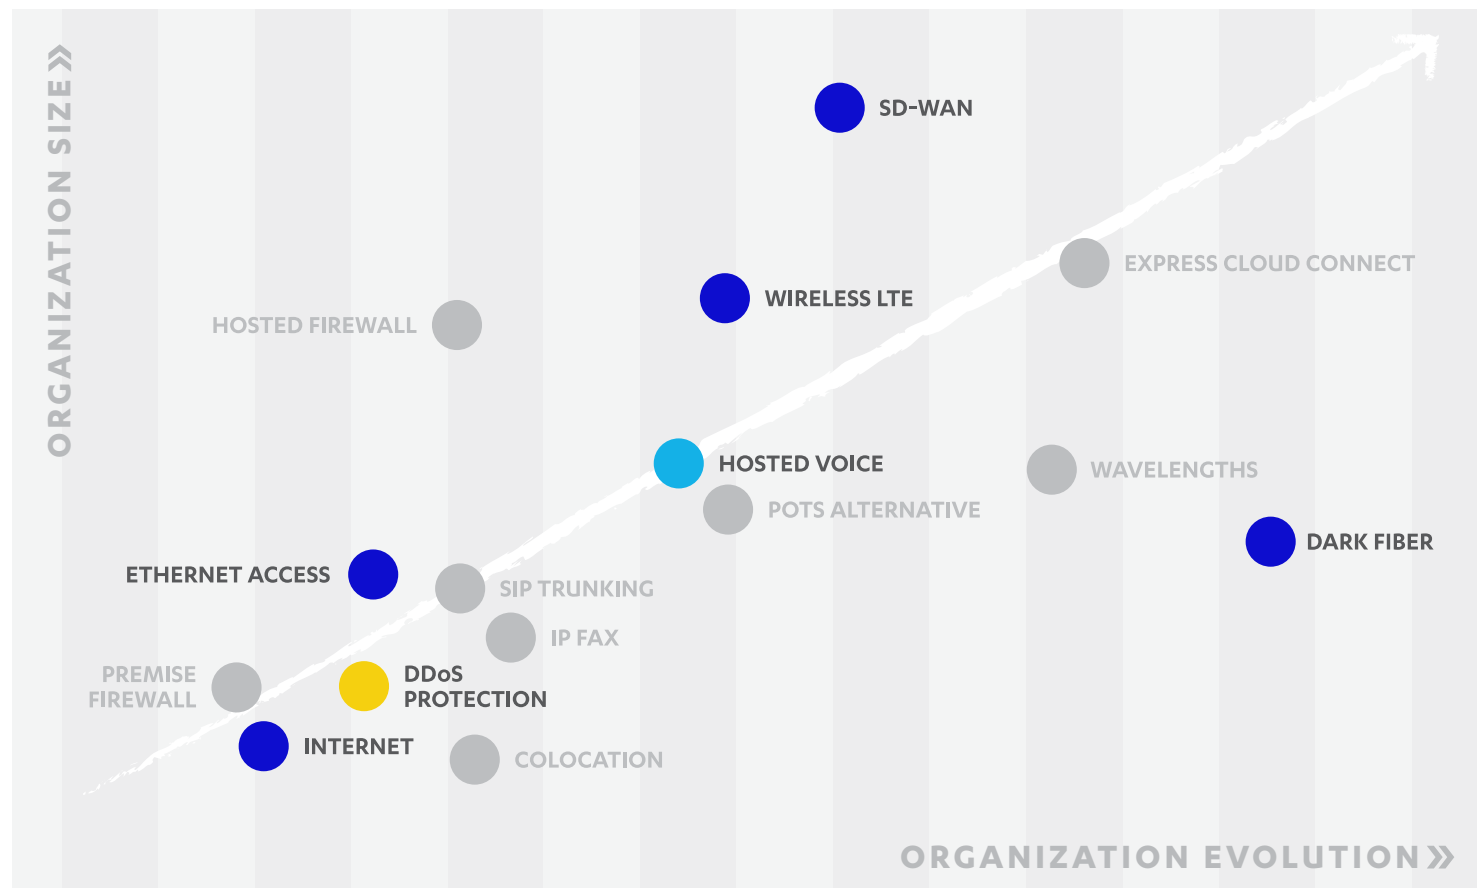 ORGANIZATION SIZE
SD-WAN
EXPRESS CLOUD CONNECT
WIRELESS LTE
HOSTED FIREWALL
HOSTED VOICE
WAVELENGTHS
POTS ALTERNATIVE
DARK FIBER
ETHERNET ACCESS
SIP TRUNKING
IP FAX
PREMISE
FIREWALL
DDoS
PROTECTION
INTERNET
COLOCATION
ORGANIZATION EVOLUTION